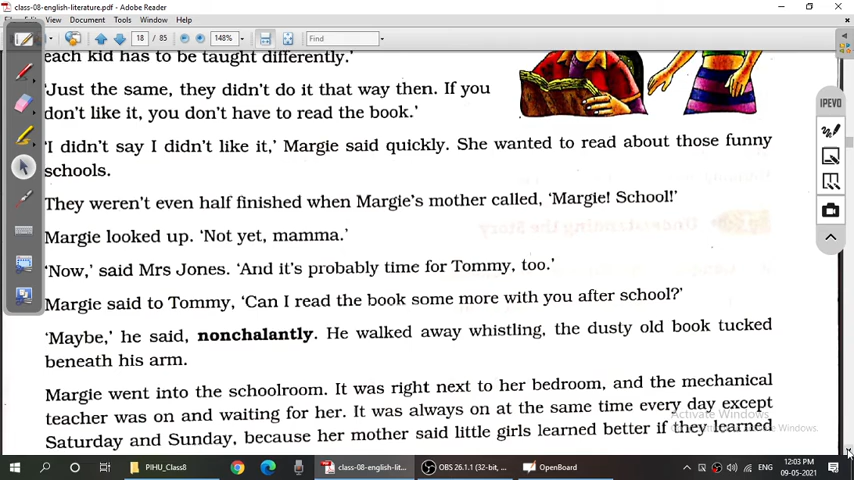 class-08-english-literature.pdf - Adobe Reader
View Document Tools Window Help
18 / 85 148% Find
each kid has to be taught differently.'
'Just the same, they didn't do it that way then. If you
don't like it, you don't have to read the book.'
'I didn't say I didn't like it,' Margie said quickly. She wanted to read about those funny
schools.
They weren't even half finished when Margie's mother called, 'Margie! School!'
Margie looked up. 'Not yet, mamma.'
'Now,' said Mrs Jones. 'And it's probably time for Tommy, too.'
Margie said to Tommy, 'Can I read the book some more with you after school?'
'Maybe,' he said, nonchalantly. He walked away whistling, the dusty old book tucked
beneath his arm.
Margie went into the schoolroom. It was right next to her bedroom, and the mechanical
teacher was on and waiting for her. It was always on at the same time every day except
Saturday and Sunday, because her mother said little girls learned better if they learned
Understanding the Story
IPEVO
Activate Windows
PIHU_Class8 class-08-english-lit... OBS 26.1.1 (32-bit, ... OpenBoard ENG 12:03 PM
09-05-2021